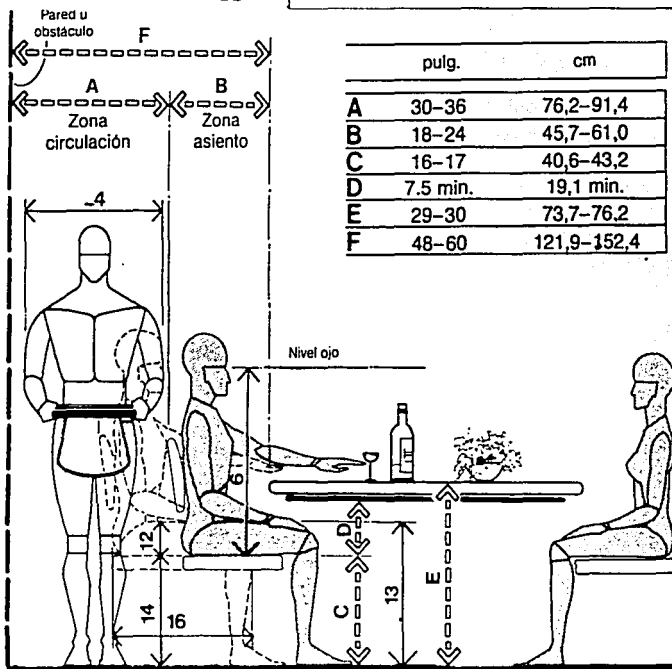 Pared u
obstáculo
F
A
B
Zona
circulación
Zona
asiento
pulg. cm
A 30–36 76,2–91,4
B 18–24 45,7–61,0
C 16–17 40,6–43,2
D 7.5 min. 19,1 min.
E 29–30 73,7–76,2
F 48–60 121,9–152,4
4
Nivel ojo
6
D
12
E
C
13
14
16